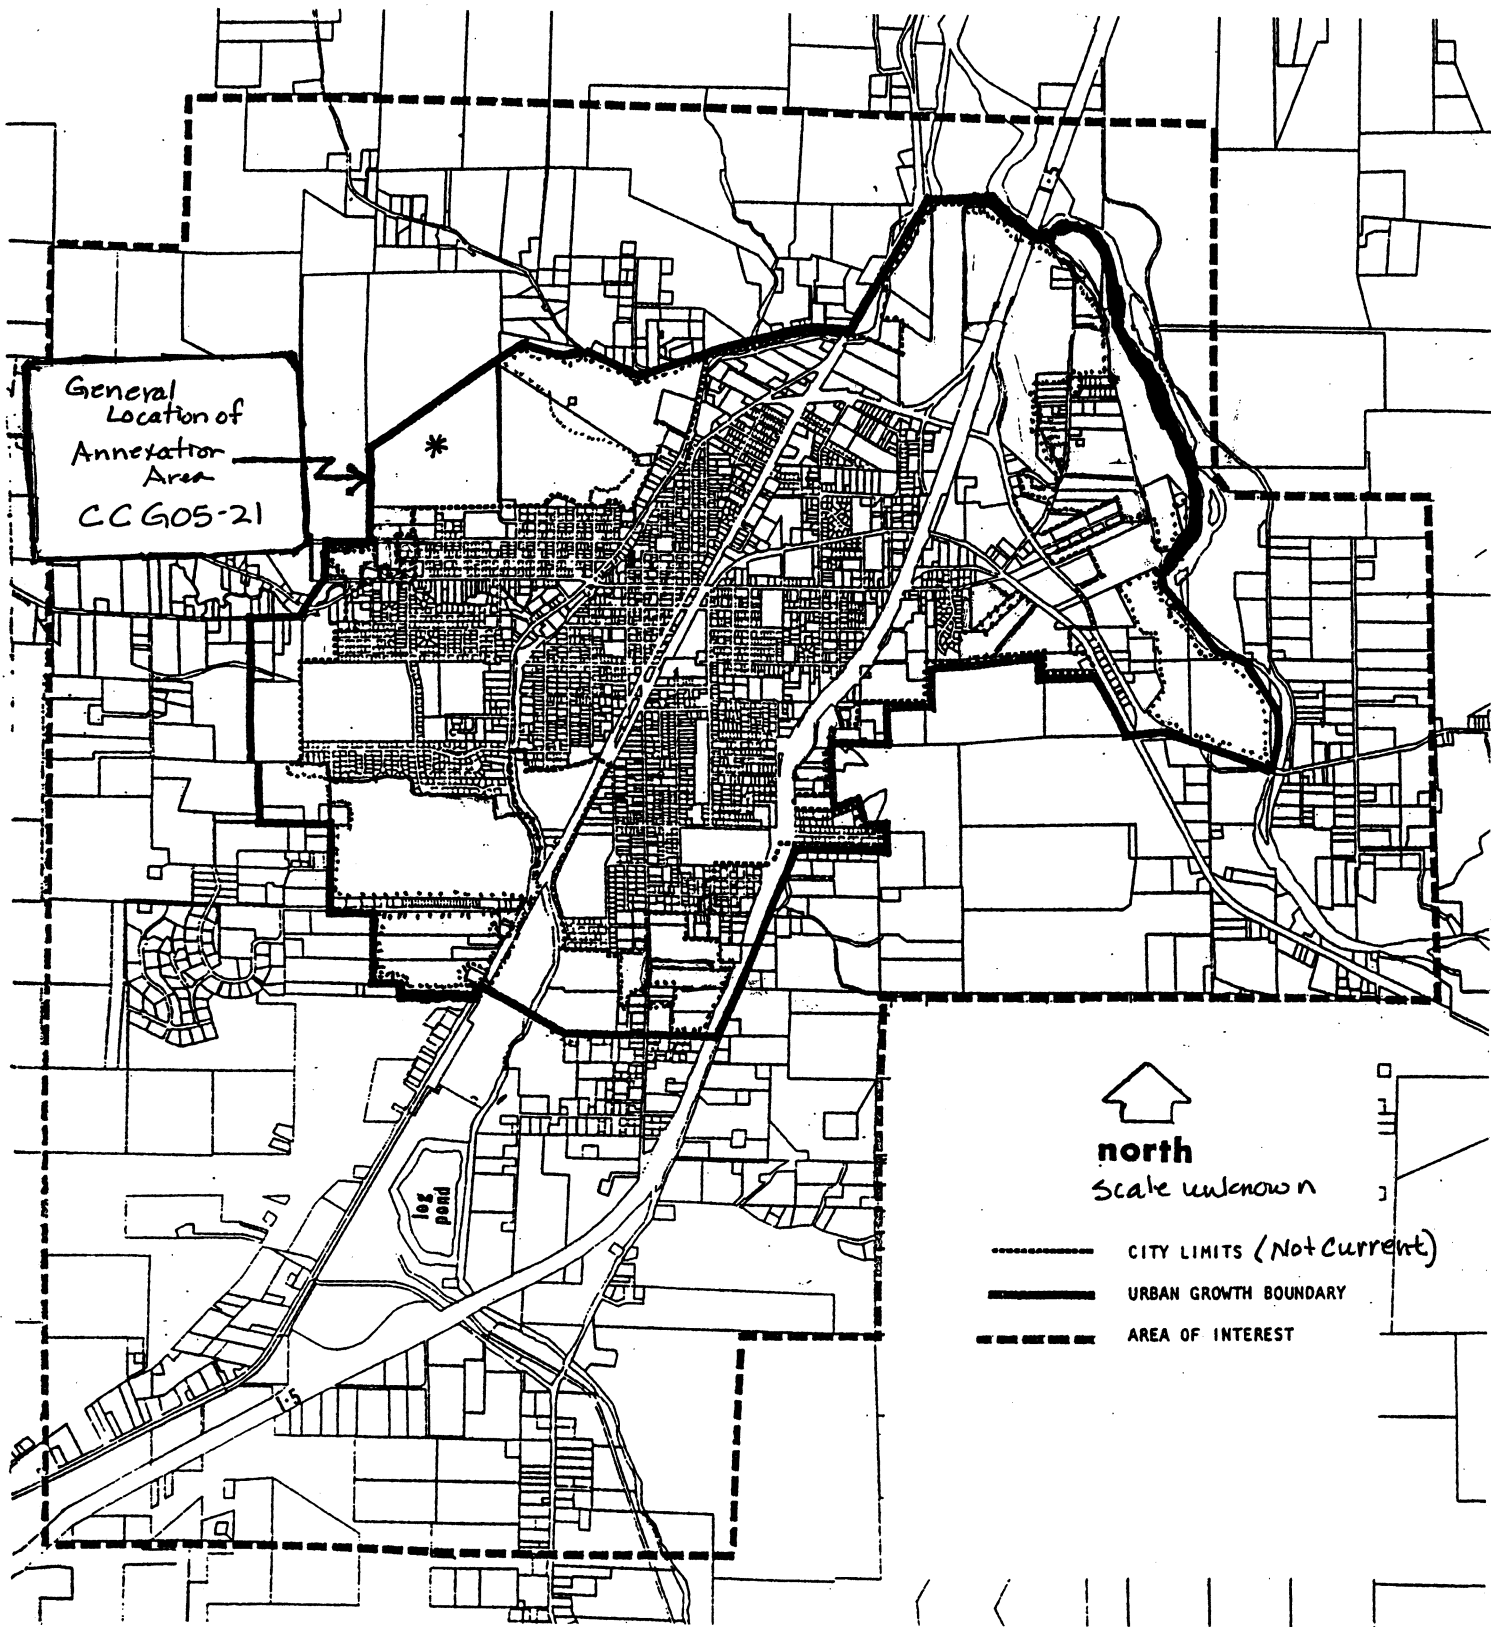 I-5
General
Location of
Annexation
Area
CCG05-21
log
pond
north
scale unknown
CITY LIMITS (Not Current)
URBAN GROWTH BOUNDARY
AREA OF INTEREST
I-5